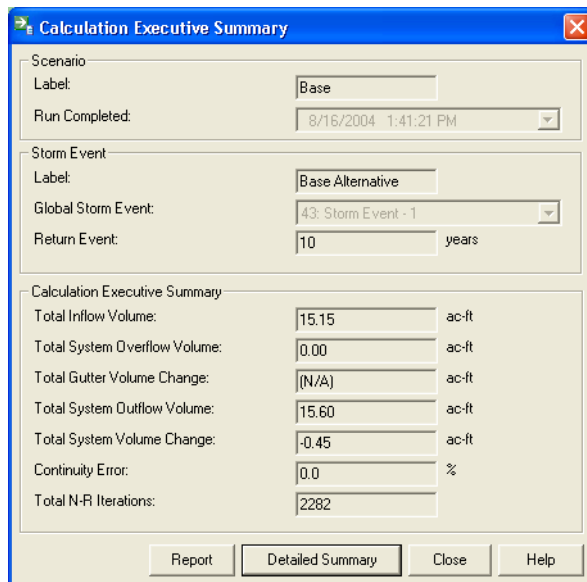 Calculation Executive Summary
Scenario
Label: Base
Run Completed: 8/16/2004 1:41:21 PM
Storm Event
Label: Base Alternative
Global Storm Event: 43: Storm Event - 1
Return Event: 10 years
Calculation Executive Summary
Total Inflow Volume: 15.15 ac-ft
Total System Overflow Volume: 0.00 ac-ft
Total Gutter Volume Change: (N/A) ac-ft
Total System Outflow Volume: 15.60 ac-ft
Total System Volume Change: -0.45 ac-ft
Continuity Error: 0.0 %
Total N-R Iterations: 2282
Report Detailed Summary Close Help